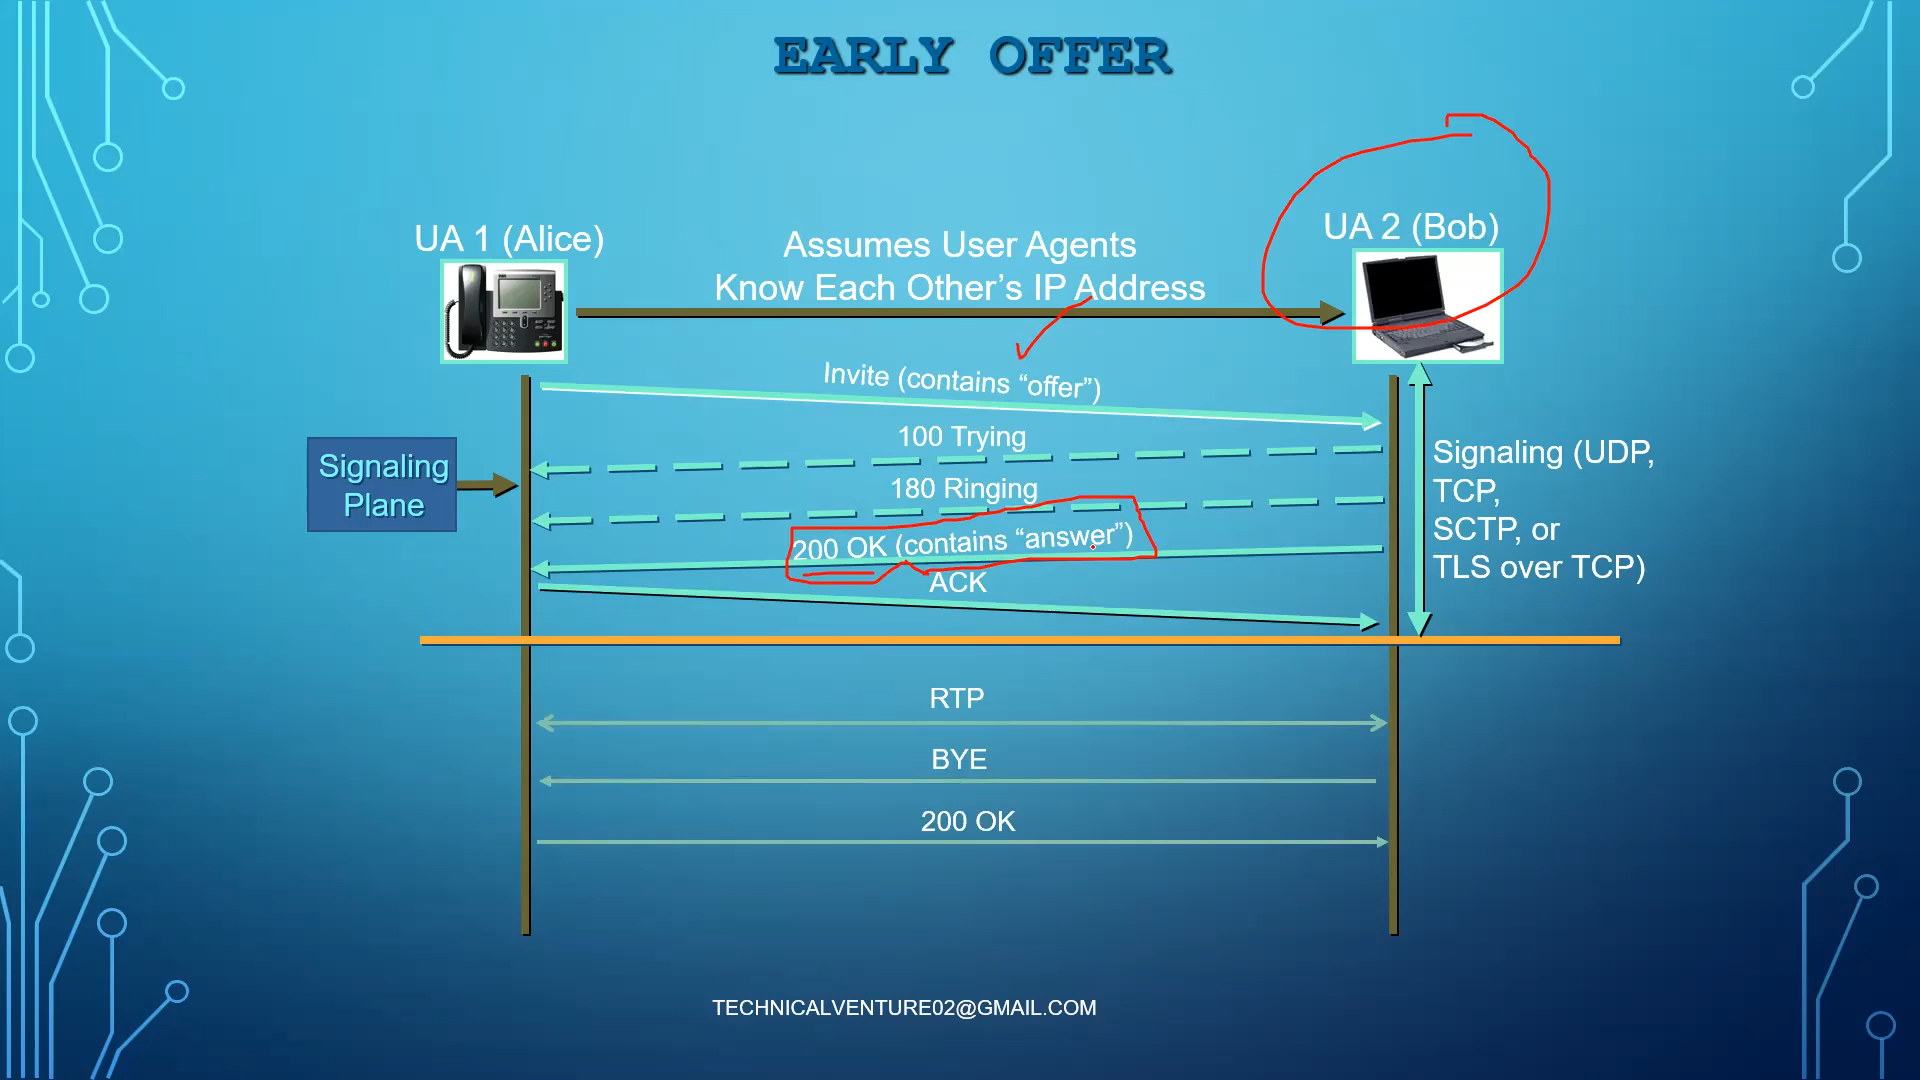 EARLY OFFER
UA 1 (Alice)
Assumes User Agents
Know Each Other’s IP Address
UA 2 (Bob)
Invite (contains “offer”)
100 Trying
180 Ringing
200 OK (contains “answer”)
ACK
Signaling
Plane
Signaling (UDP,
TCP,
SCTP, or
TLS over TCP)
RTP
BYE
200 OK
TECHNICALVENTURE02@GMAIL.COM